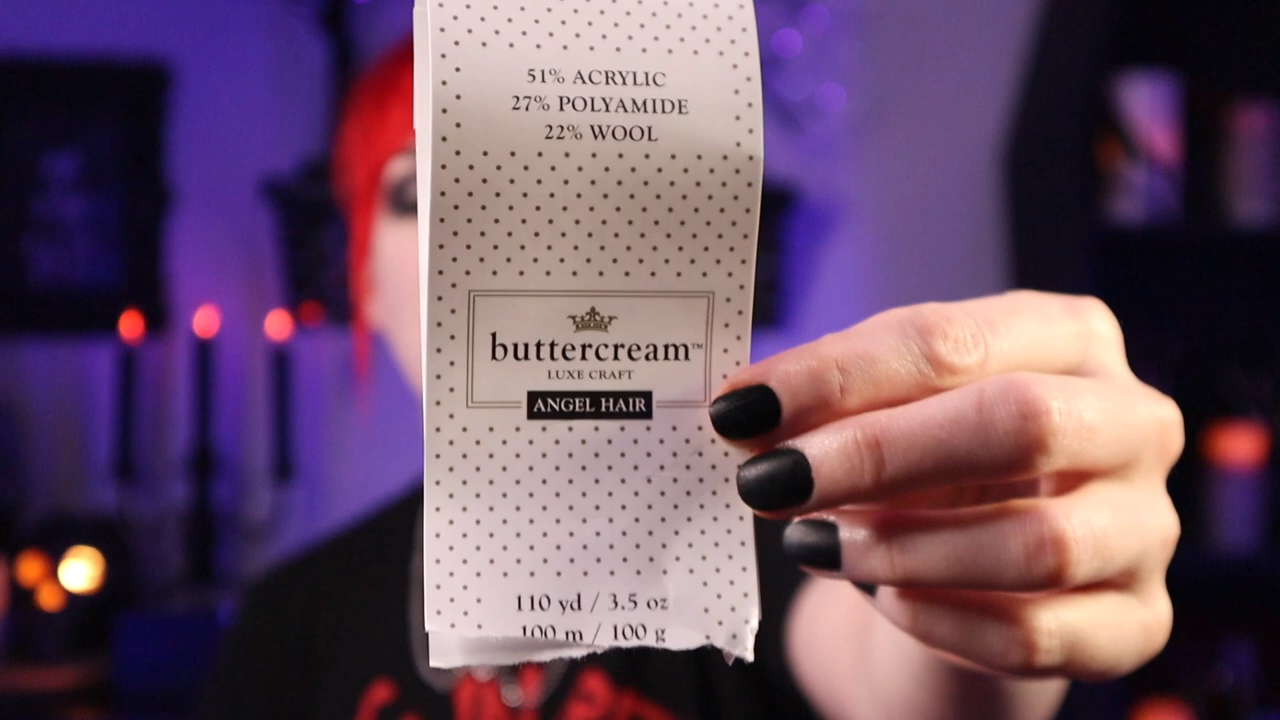 51% ACRYLIC
27% POLYAMIDE
22% WOOL
buttercream™
LUXE CRAFT
ANGEL HAIR
110 yd / 3.5 oz
100 m / 100 g